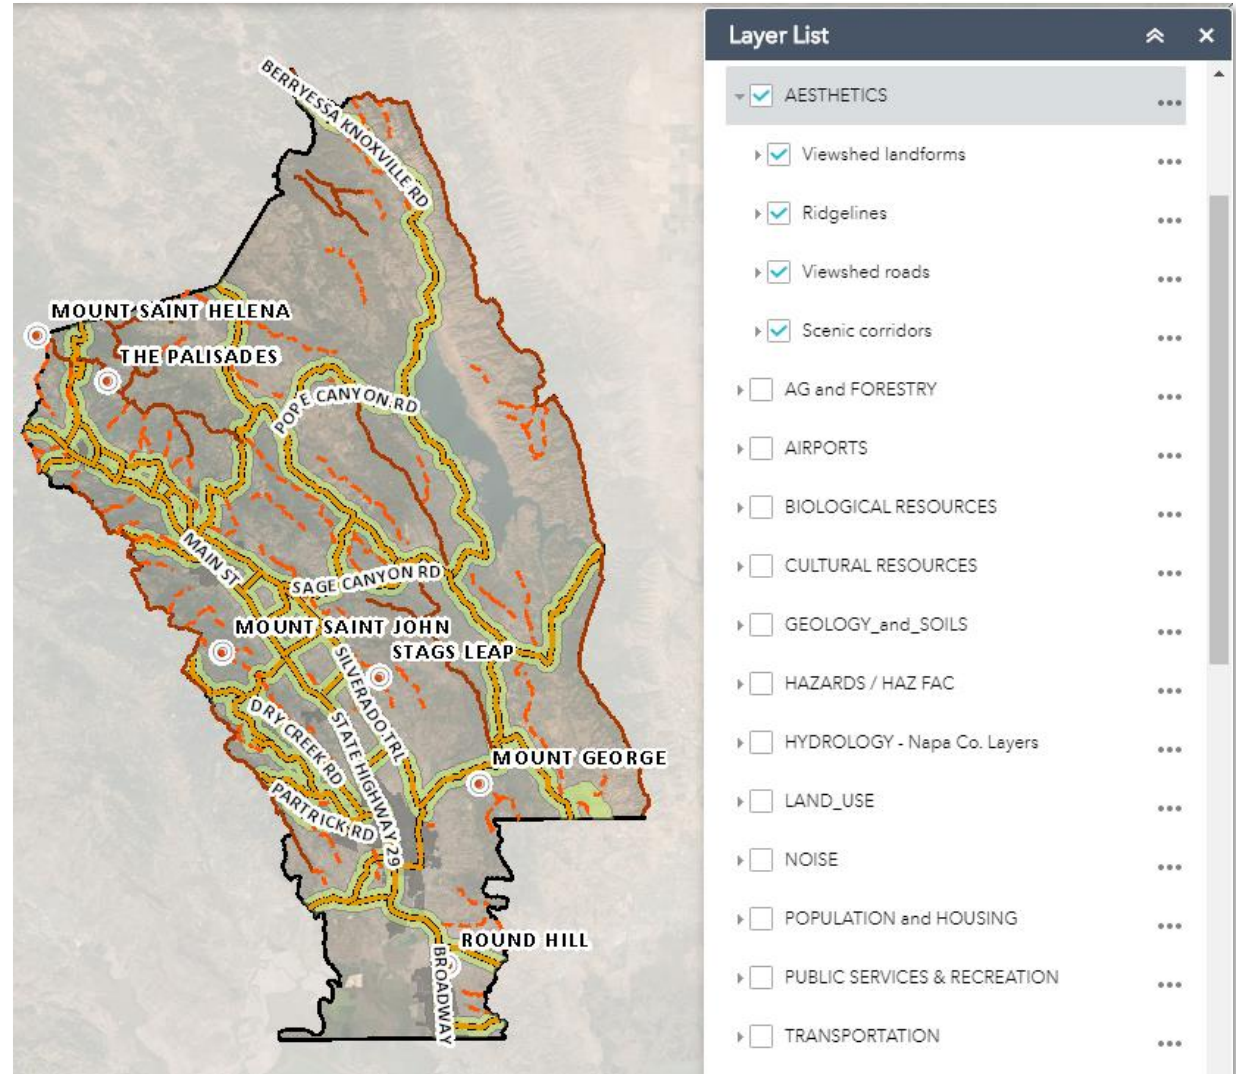 BERRYESSA KNOXVILLE RD
MOUNT SAINT HELENA
THE PALISADES
POPE CANYON RD
MAIN ST
SAGE CANYON RD
MOUNT SAINT JOHN
STAGS LEAP
SILVERADO TRL
DRY CREEK RD
STATE HIGHWAY 29
MOUNT GEORGE
PARTRICK RD
ROUND HILL
BROADWAY
Layer List
AESTHETICS
Viewshed landforms
Ridgelines
Viewshed roads
Scenic corridors
AG and FORESTRY
AIRPORTS
BIOLOGICAL RESOURCES
CULTURAL RESOURCES
GEOLOGY_and_SOILS
HAZARDS / HAZ FAC
HYDROLOGY - Napa Co. Layers
LAND_USE
NOISE
POPULATION and HOUSING
PUBLIC SERVICES & RECREATION
TRANSPORTATION